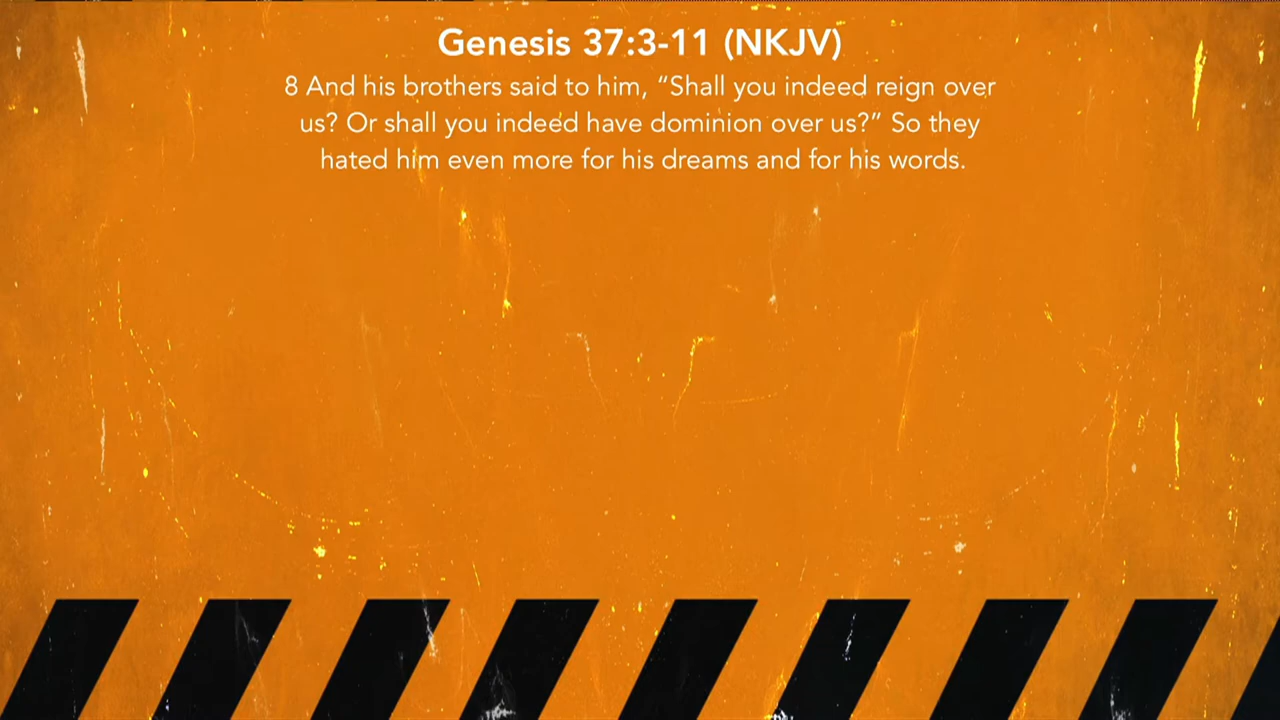 Genesis 37:3-11 (NKJV)
8 And his brothers said to him, “Shall you indeed reign over
us? Or shall you indeed have dominion over us?” So they
hated him even more for his dreams and for his words.